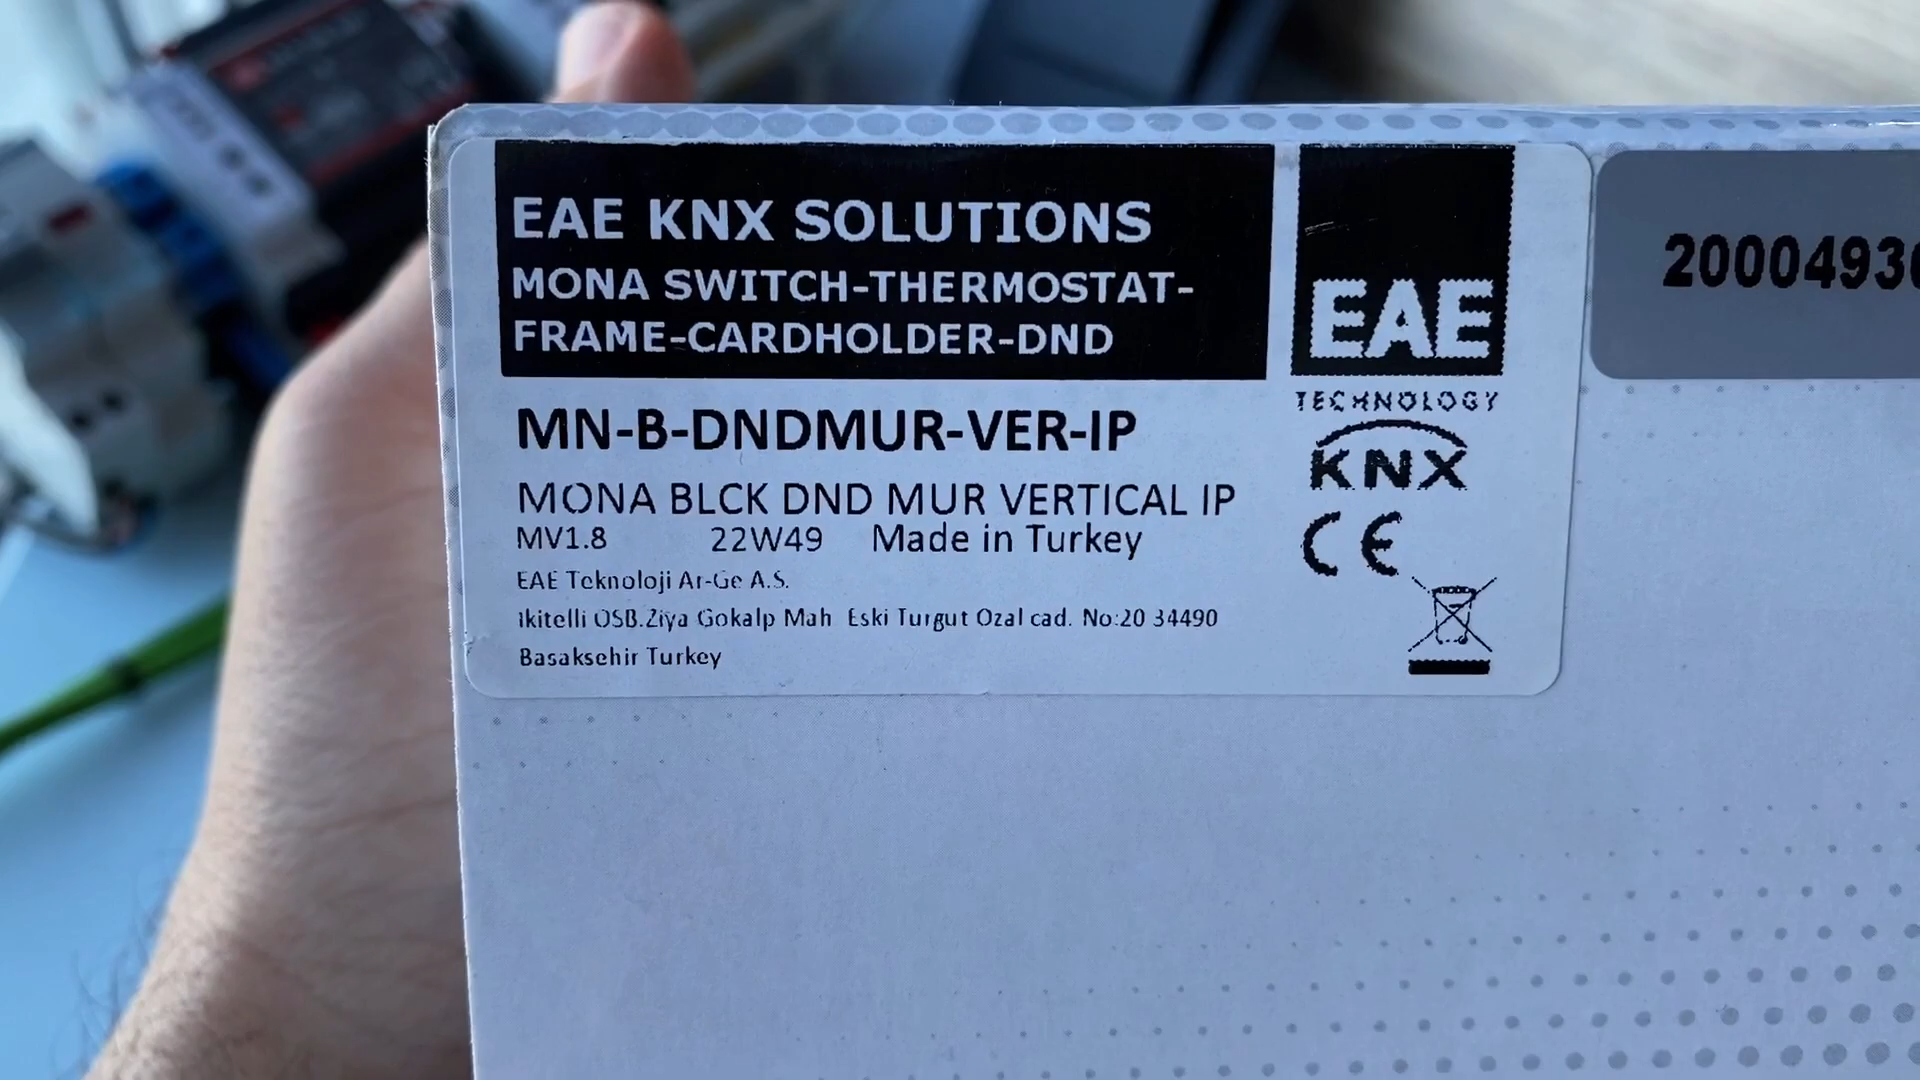 EAE KNX SOLUTIONS
MONA SWITCH-THERMOSTAT-
FRAME-CARDHOLDER-DND
MN-B-DNDMUR-VER-IP
MONA BLCK DND MUR VERTICAL IP
MV1.8 22W49 Made in Turkey
EAE Teknoloji Ar-Ge A.S.
Ikitelli OSB.Ziya Gokalp Mah Eski Turgut Ozal cad. No:20 34490
Basaksehir Turkey
EAE
TECHNOLOGY
KNX
CE
2000493